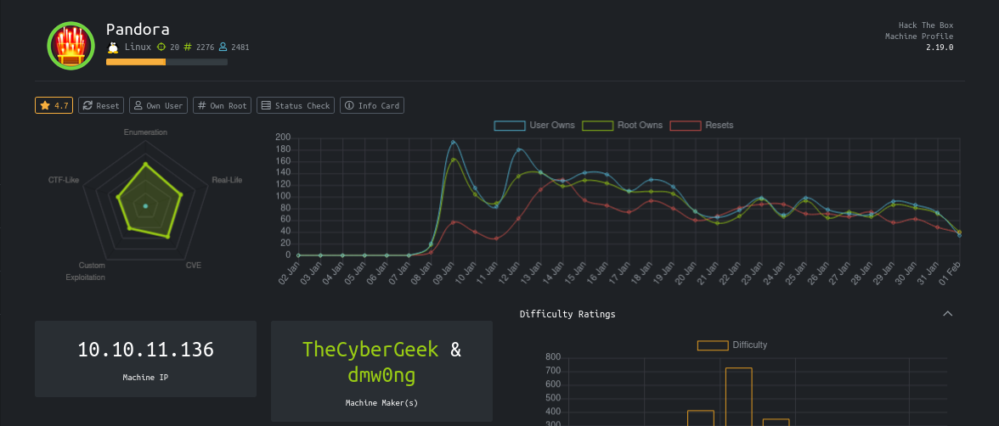 Pandora
Linux 20 # 2276 2481
Hack The Box
Machine Profile
2.19.0
4.7 Reset Own User # Own Root Status Check Info Card
Enumeration
CTF-Like
Real-Life
Custom
Exploitation
CVE
User Owns Root Owns Resets
200
180
160
140
120
100
80
60
40
20
0
02 Jan 03 Jan 04 Jan 05 Jan 06 Jan 07 Jan 08 Jan 09 Jan 10 Jan 11 Jan 12 Jan 13 Jan 14 Jan 15 Jan 16 Jan 17 Jan 18 Jan 19 Jan 20 Jan 21 Jan 22 Jan 23 Jan 24 Jan 25 Jan 26 Jan 27 Jan 28 Jan 29 Jan 30 Jan 31 Jan 01 Feb
10.10.11.136
Machine IP
TheCyberGeek &
dmw0ng
Machine Maker(s)
Difficulty Ratings
Difficulty
800
700
600
500
400
300